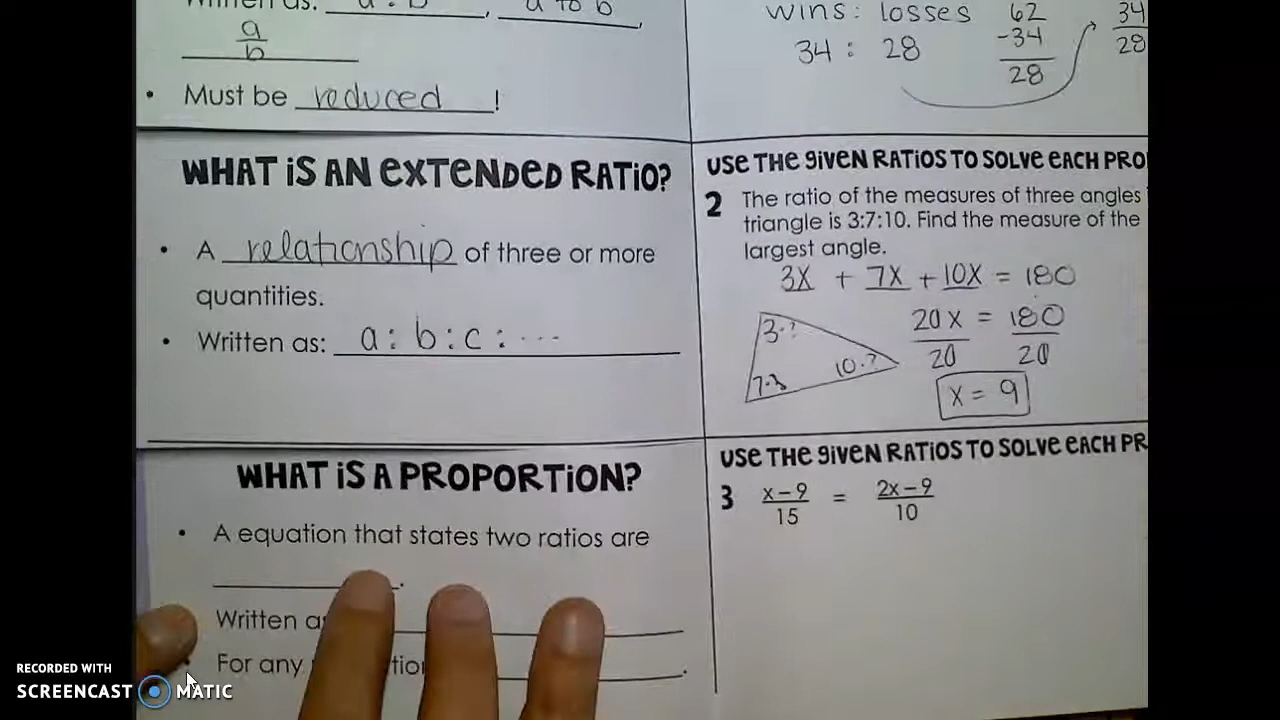 Written as: a : b, a to b,
a
b
• Must be reduced!
WHAT iS AN eXTeNDeD RATiO?
• A relationship of three or more
quantities.
• Written as: a : b : c : ...
WHAT iS A PROPORTiON?
• A equation that states two ratios are
.
Written
• For any
.
wins: losses
34 : 28
62
-34
28
34
28
USe THe giVeN RATiOS TO SOLVe eACH
2 The ratio of the measures of three angles
triangle is 3:7:10. Find the measure of the
largest angle.
3x + 7x + 10x = 180
3·?
7·?
10·?
20x = 180
20 20
x = 9
USe THe giVeN RATiOS TO SOLVe eACH
3 x – 9 = 2x – 9
15 10
RECORDED WITH
SCREENCAST MATIC